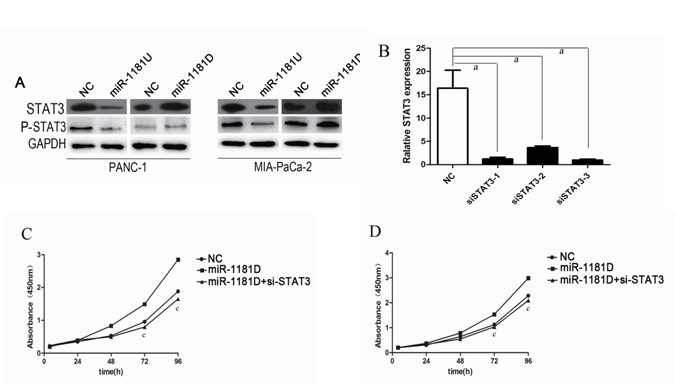 A
NC
miR-1181U
NC
miR-1181D
NC
miR-1181U
NC
miR-1181D
STAT3
P-STAT3
GAPDH
PANC-1
MIA-PaCa-2
B
Ralative STAT3 expression
25
20
15
10
5
0
a
a
a
NC
siSTAT3-1
siSTAT3-2
siSTAT3-3
C
NC
miR-1181D
miR-1181D+si-STAT3
Absorbance (450nm)
3
2
1
0
0 24 48 72 96
time(h)
c
c
D
NC
miR-1181D
miR-1181D+si-STAT3
Absorbance (450nm)
4
3
2
1
0
0 24 48 72 96
time(h)
c
c